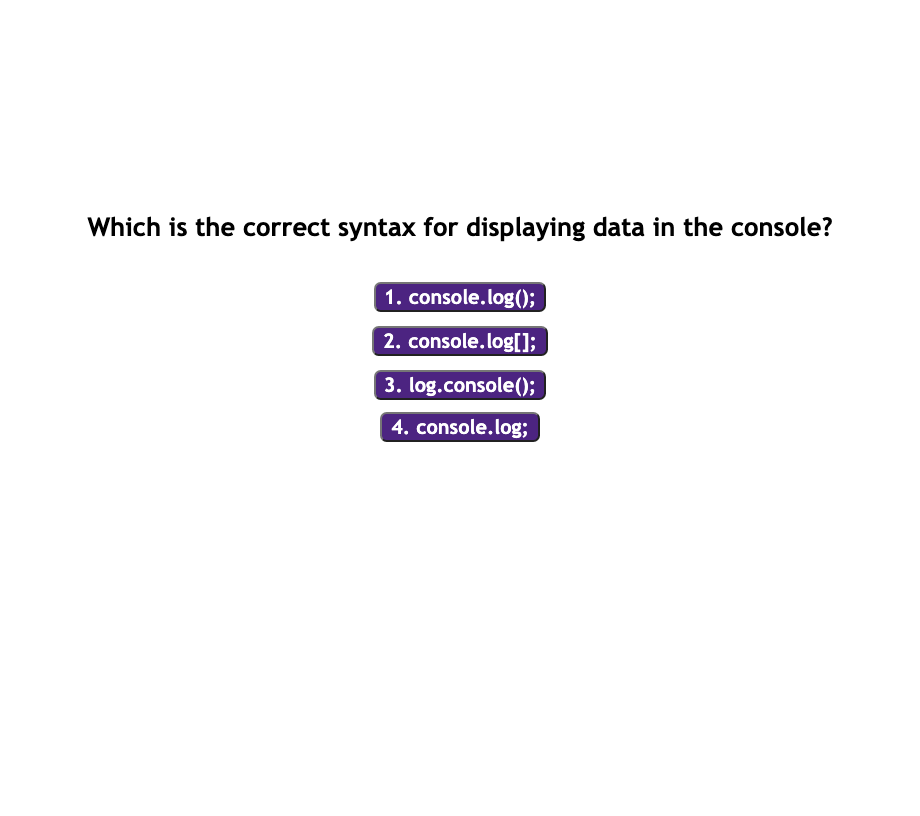 Which is the correct syntax for displaying data in the console?
1. console.log();
2. console.log[];
3. log.console();
4. console.log;